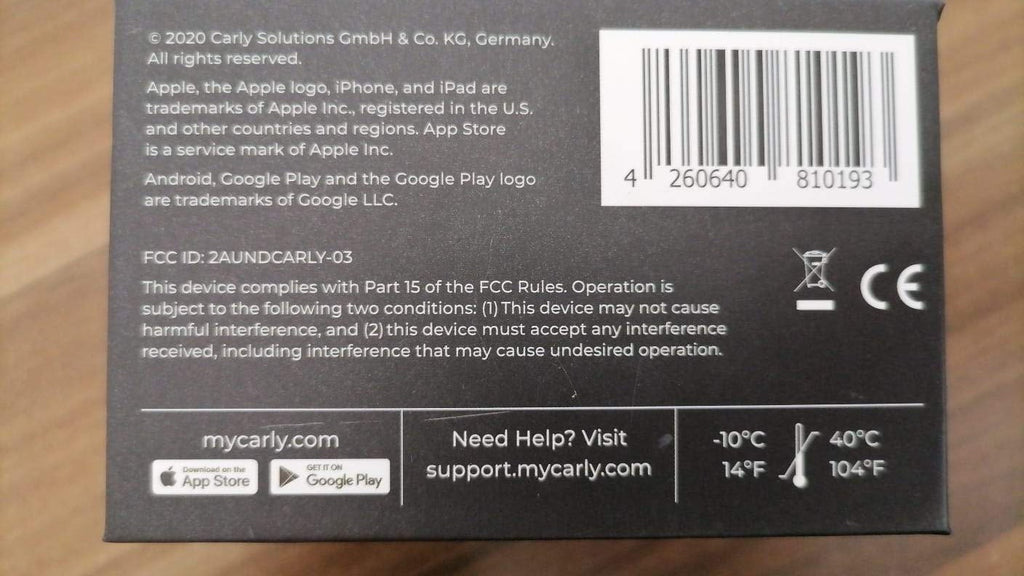 © 2020 Carly Solutions GmbH & Co. KG, Germany.
All rights reserved.
Apple, the Apple logo, iPhone, and iPad are
trademarks of Apple Inc., registered in the U.S.
and other countries and regions. App Store
is a service mark of Apple Inc.
Android, Google Play and the Google Play logo
are trademarks of Google LLC.
4 260640 810193
FCC ID: 2AUNDCARLY-03
This device complies with Part 15 of the FCC Rules. Operation is
subject to the following two conditions: (1) This device may not cause
harmful interference, and (2) this device must accept any interference
received, including interference that may cause undesired operation.
CE
mycarly.com
Download on the
App Store
GET IT ON
Google Play
Need Help? Visit
support.mycarly.com
-10°C 40°C
14°F 104°F